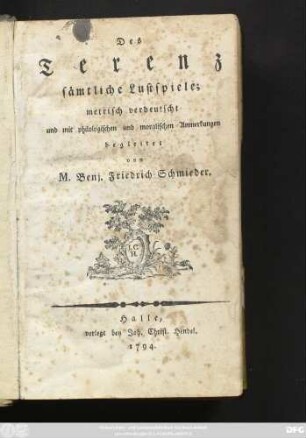 Des
Terenz
sämtliche Lustspiele;
metrisch verdeutscht
und mit philologischen und moralischen Anmerkungen
begleitet
von
M. Benj. Friedrich Schmieder.
I.C.
H.
Halle,
verlegt bey Joh. Christ. Hendel.
1794.